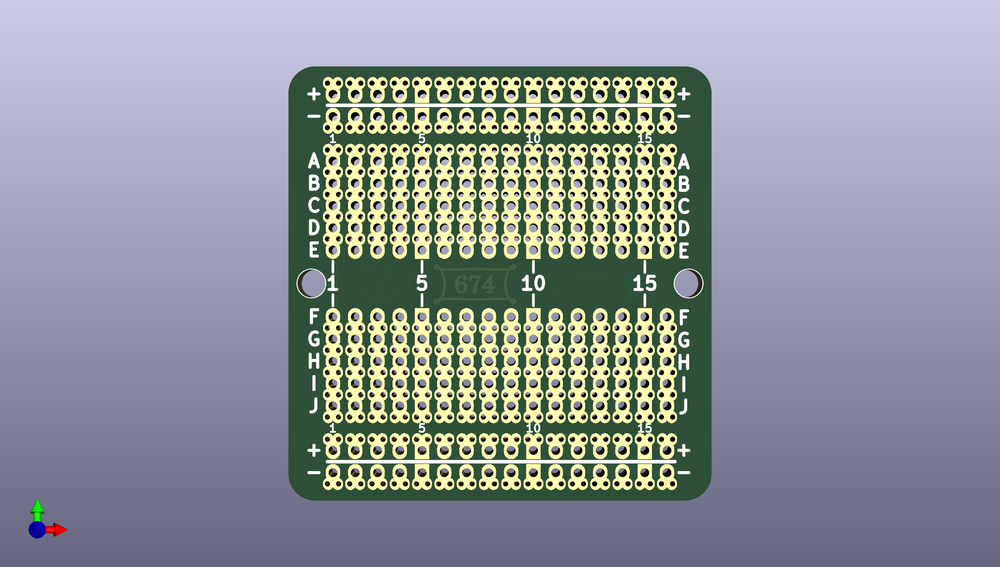 + +
− −
1 5 10 15
A A
B B
C C
D D
E E
1 5 674 10 15
F F
G G
H H
I I
J J
1 5 10 15
+ +
− −